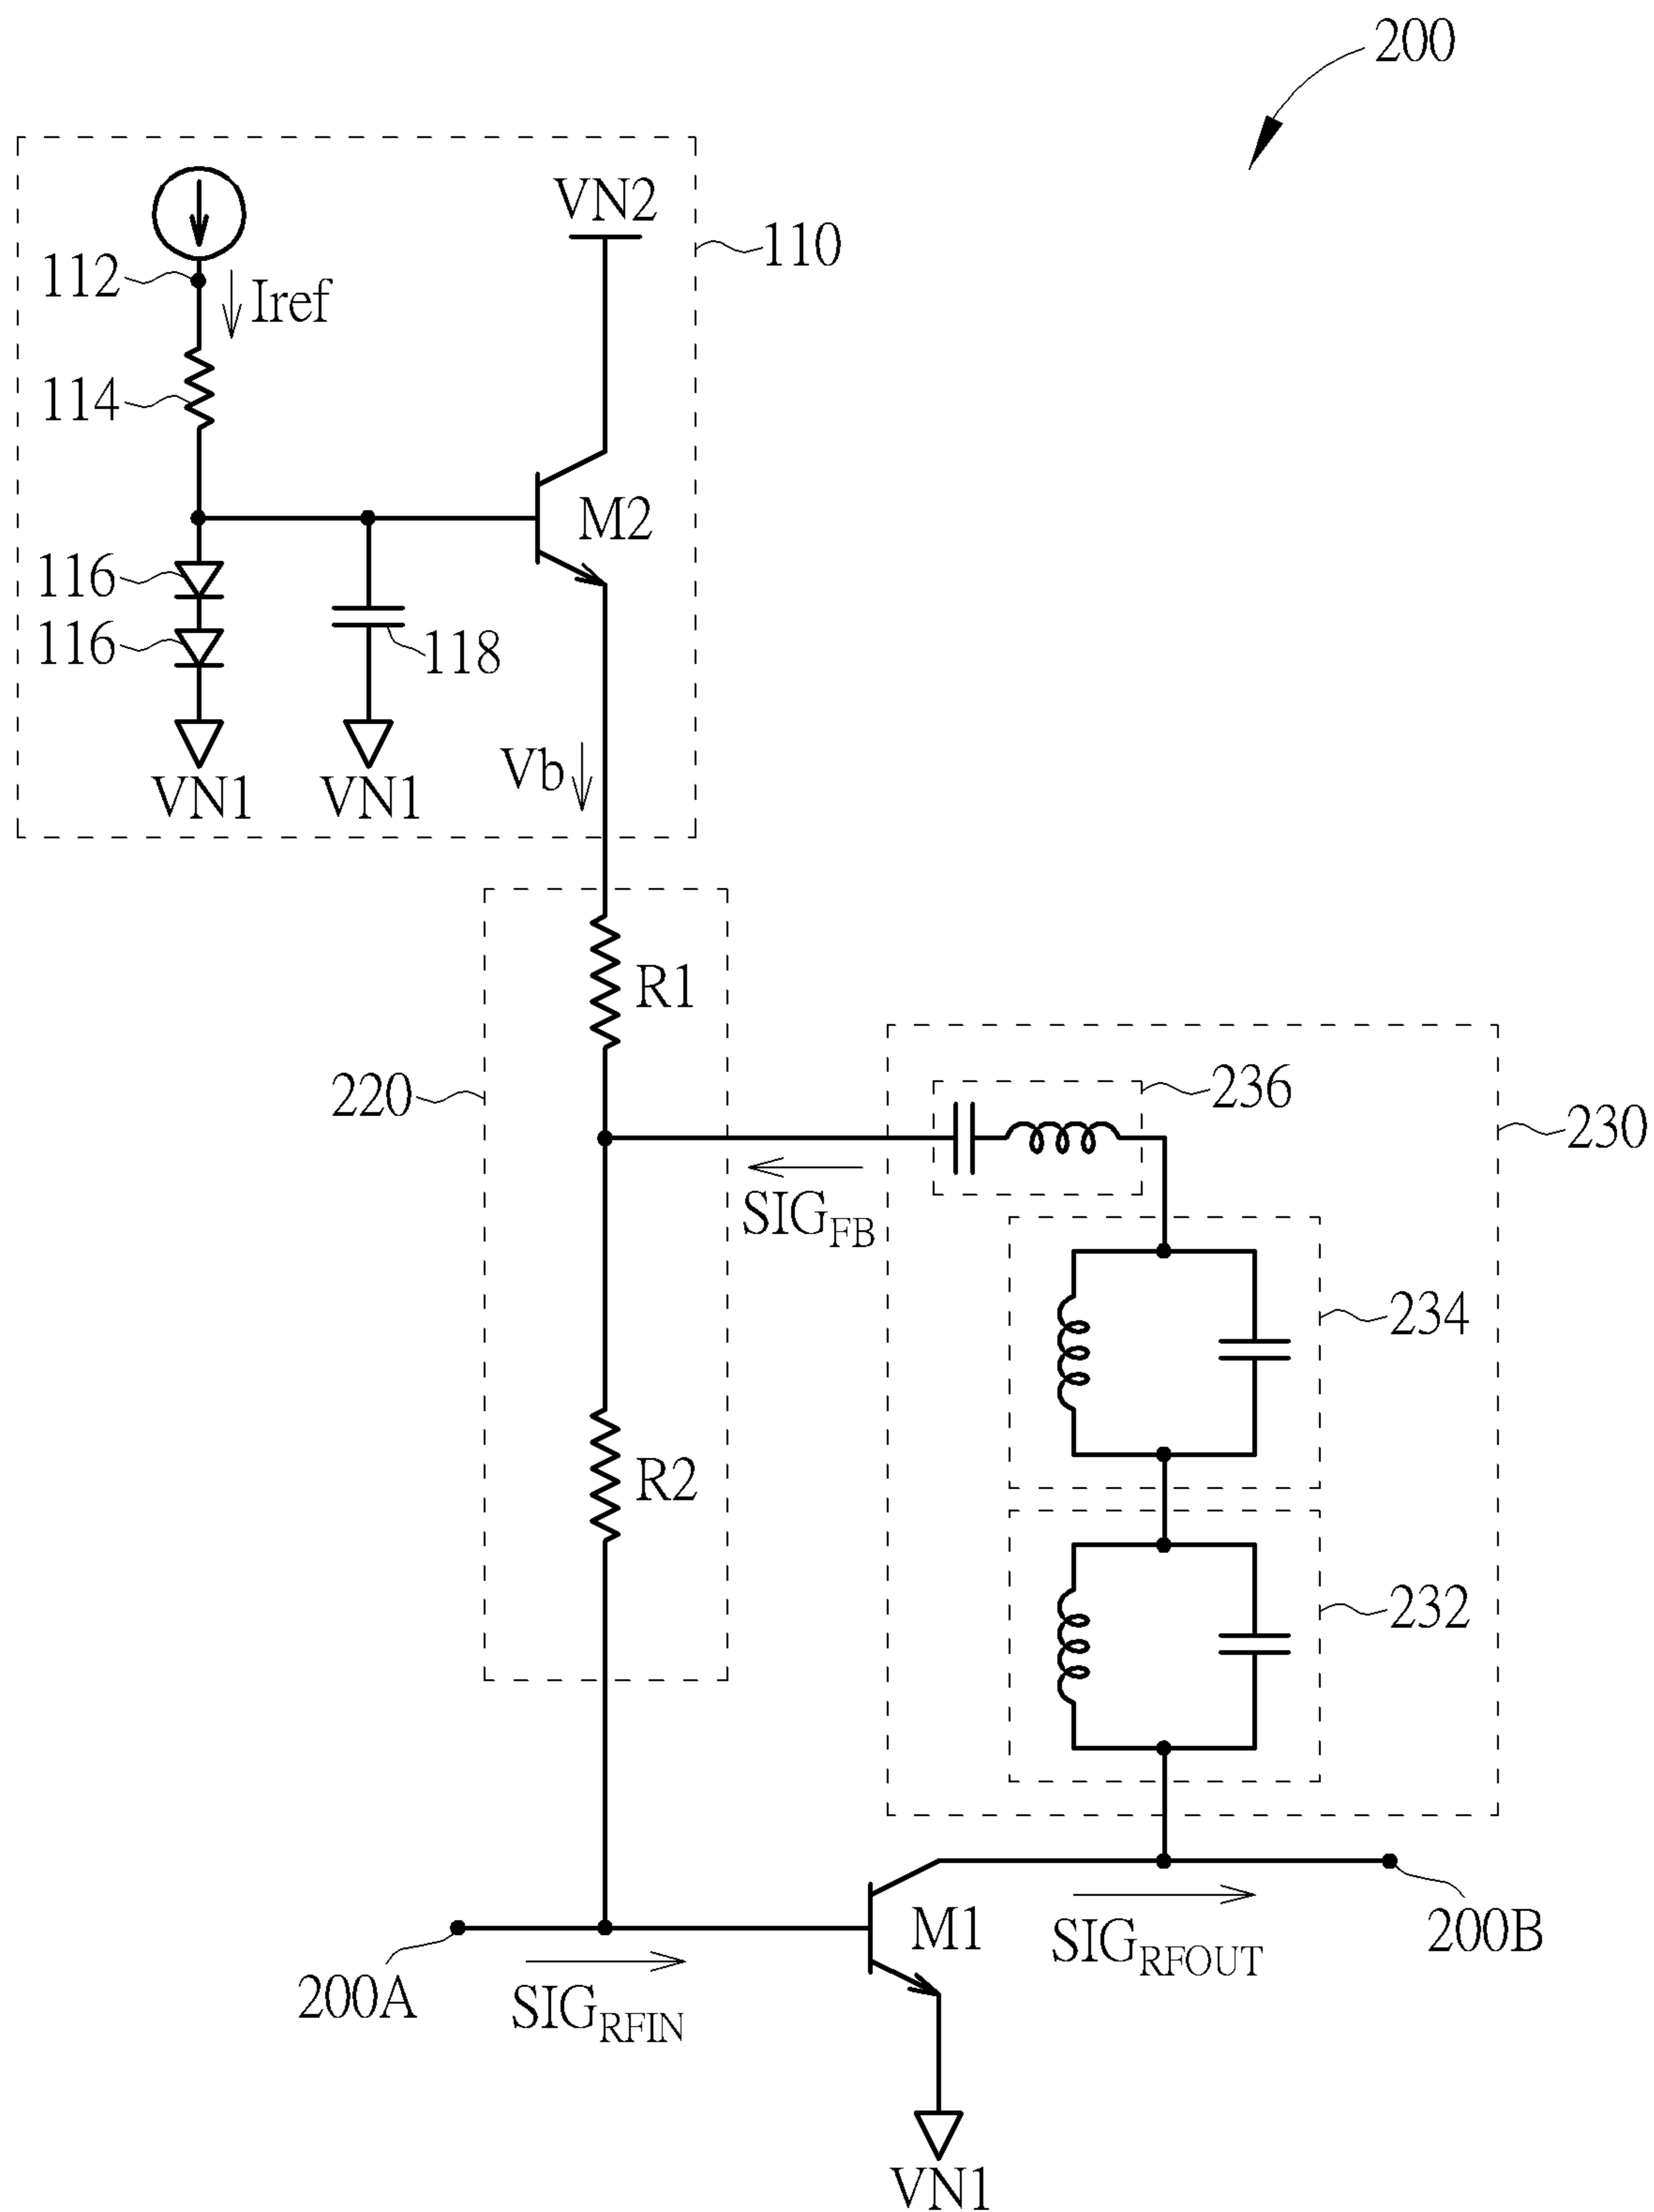 200
VN2
110
112
Iref
114
M2
116
116
118
Vb
VN1
VN1
R1
220
236
230
SIGFB
234
R2
232
M1
200B
SIGRFOUT
200A
SIGRFIN
VN1